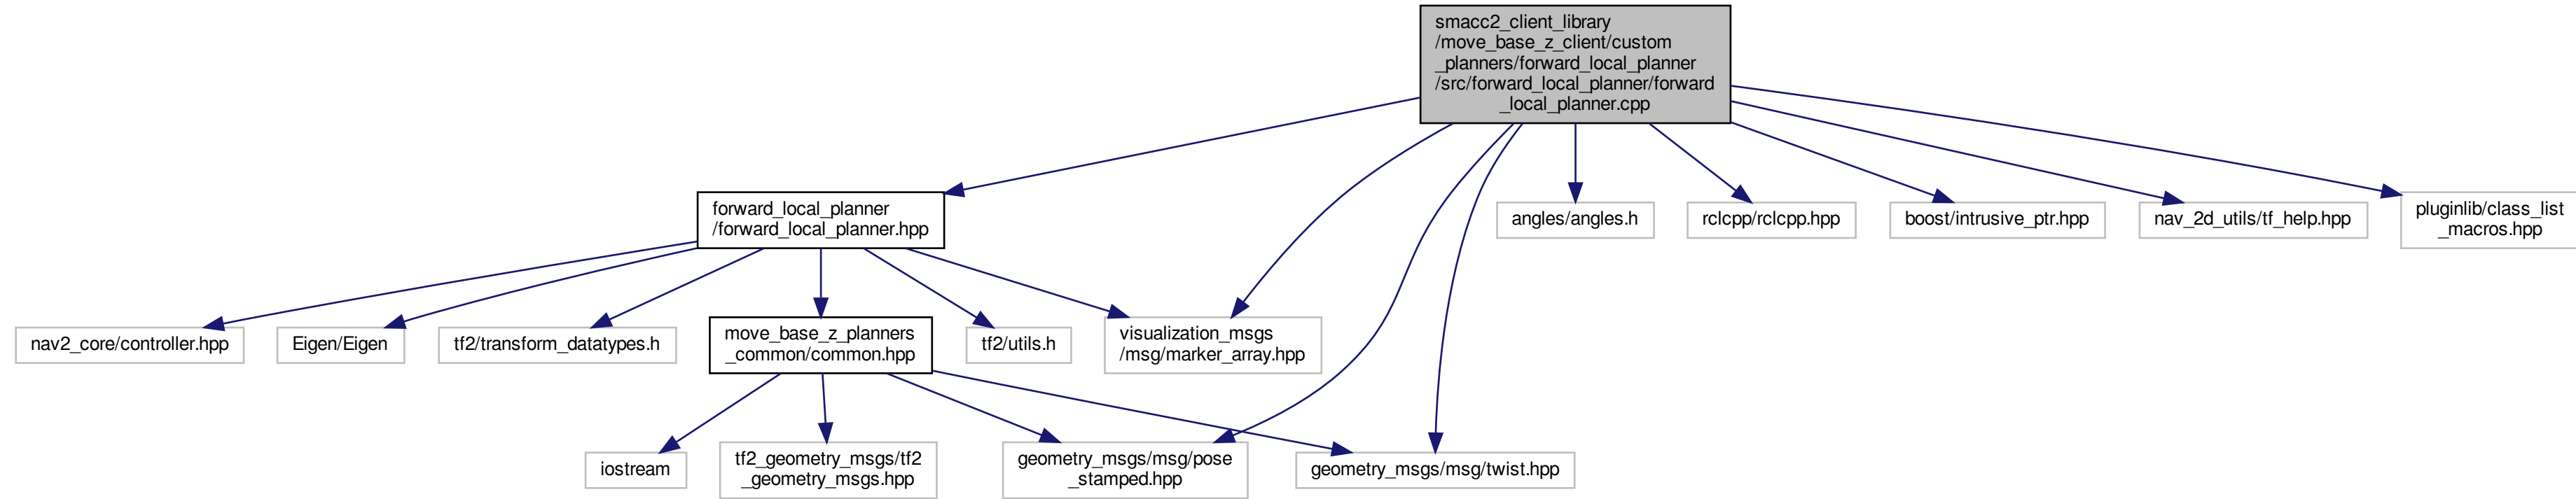 smacc2_client_library
/move_base_z_client/custom
_planners/forward_local_planner
/src/forward_local_planner/forward
_local_planner.cpp
forward_local_planner
/forward_local_planner.hpp
angles/angles.h
rclcpp/rclcpp.hpp
boost/intrusive_ptr.hpp
nav_2d_utils/tf_help.hpp
pluginlib/class_list
_macros.hpp
nav2_core/controller.hpp
Eigen/Eigen
tf2/transform_datatypes.h
move_base_z_planners
_common/common.hpp
tf2/utils.h
visualization_msgs
/msg/marker_array.hpp
iostream
tf2_geometry_msgs/tf2
_geometry_msgs.hpp
geometry_msgs/msg/pose
_stamped.hpp
geometry_msgs/msg/twist.hpp